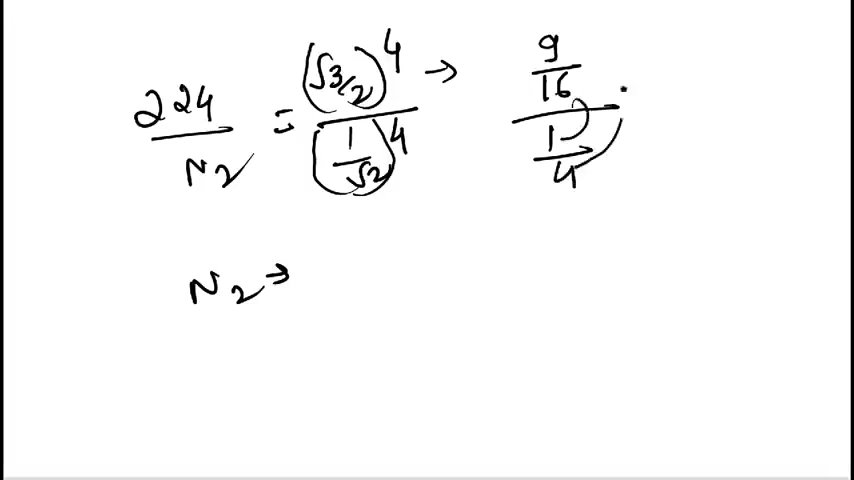 224/N2 = (√3/2)^4 / (1/√2)^4 → (9/16) / (1/4)
N2 →